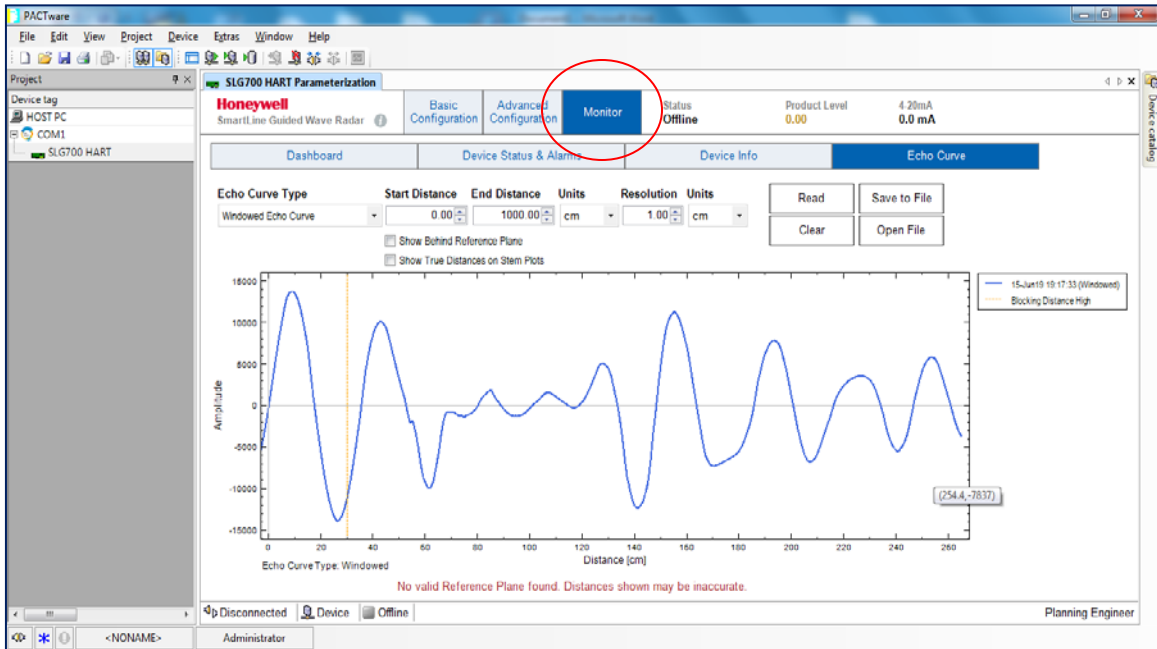 PACTware
File Edit View Project Device Extras Window Help
Project
SLG700 HART Parameterization
Device tag
HOST PC
COM1
SLG700 HART
Honeywell
SmartLine Guided Wave Radar
Basic Configuration
Advanced Configuration
Monitor
Status
Offline
Product Level
0.00
4-20mA
0.0 mA
Device catalog
Dashboard
Device Status & Alarms
Device Info
Echo Curve
Echo Curve Type
Start Distance End Distance Units Resolution Units
Windowed Echo Curve
0.00 1000.00 cm 1.00 cm
Read
Save to File
Clear
Open File
Show Behind Reference Plane
Show True Distances on Stem Plots
15-Jun19 19:17:33 (Windowed)
Blocking Distance High
Amplitude
15000
10000
5000
0
-5000
-10000
-15000
(254.4,-7837)
0 20 40 60 80 100 120 140 160 180 200 220 240 260
Distance [cm]
Echo Curve Type: Windowed
No valid Reference Plane found. Distances shown may be inaccurate.
Disconnected Device Offline
Planning Engineer
<NONAME> Administrator